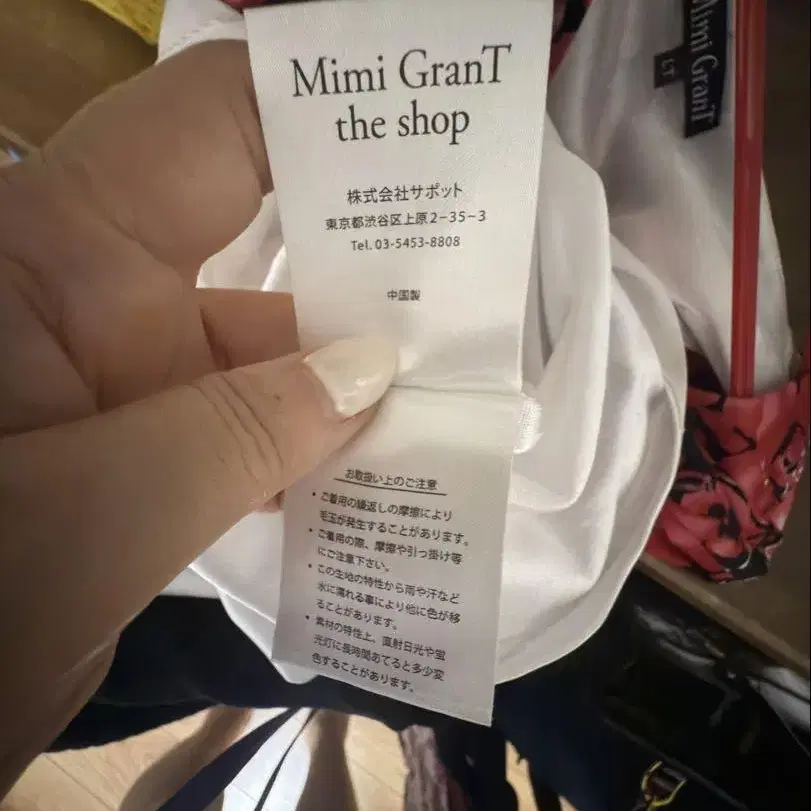 Mimi GranT
the shop
株式会社サポット
東京都渋谷区上原2-35-3
Tel. 03-5453-8808
中国製
お取扱い上のご注意
・ご着用の繰返しの摩擦により
毛玉が発生することがあります。
・ご着用の際、摩擦や引っ掛け等
にご注意下さい。
・この生地の特性から雨や汗など
水に濡れる事により他に色が移
ることがあります。
・素材の特性上、直射日光や蛍
光灯に長時間あてると多少変
色することがあります。
Mimi GranT